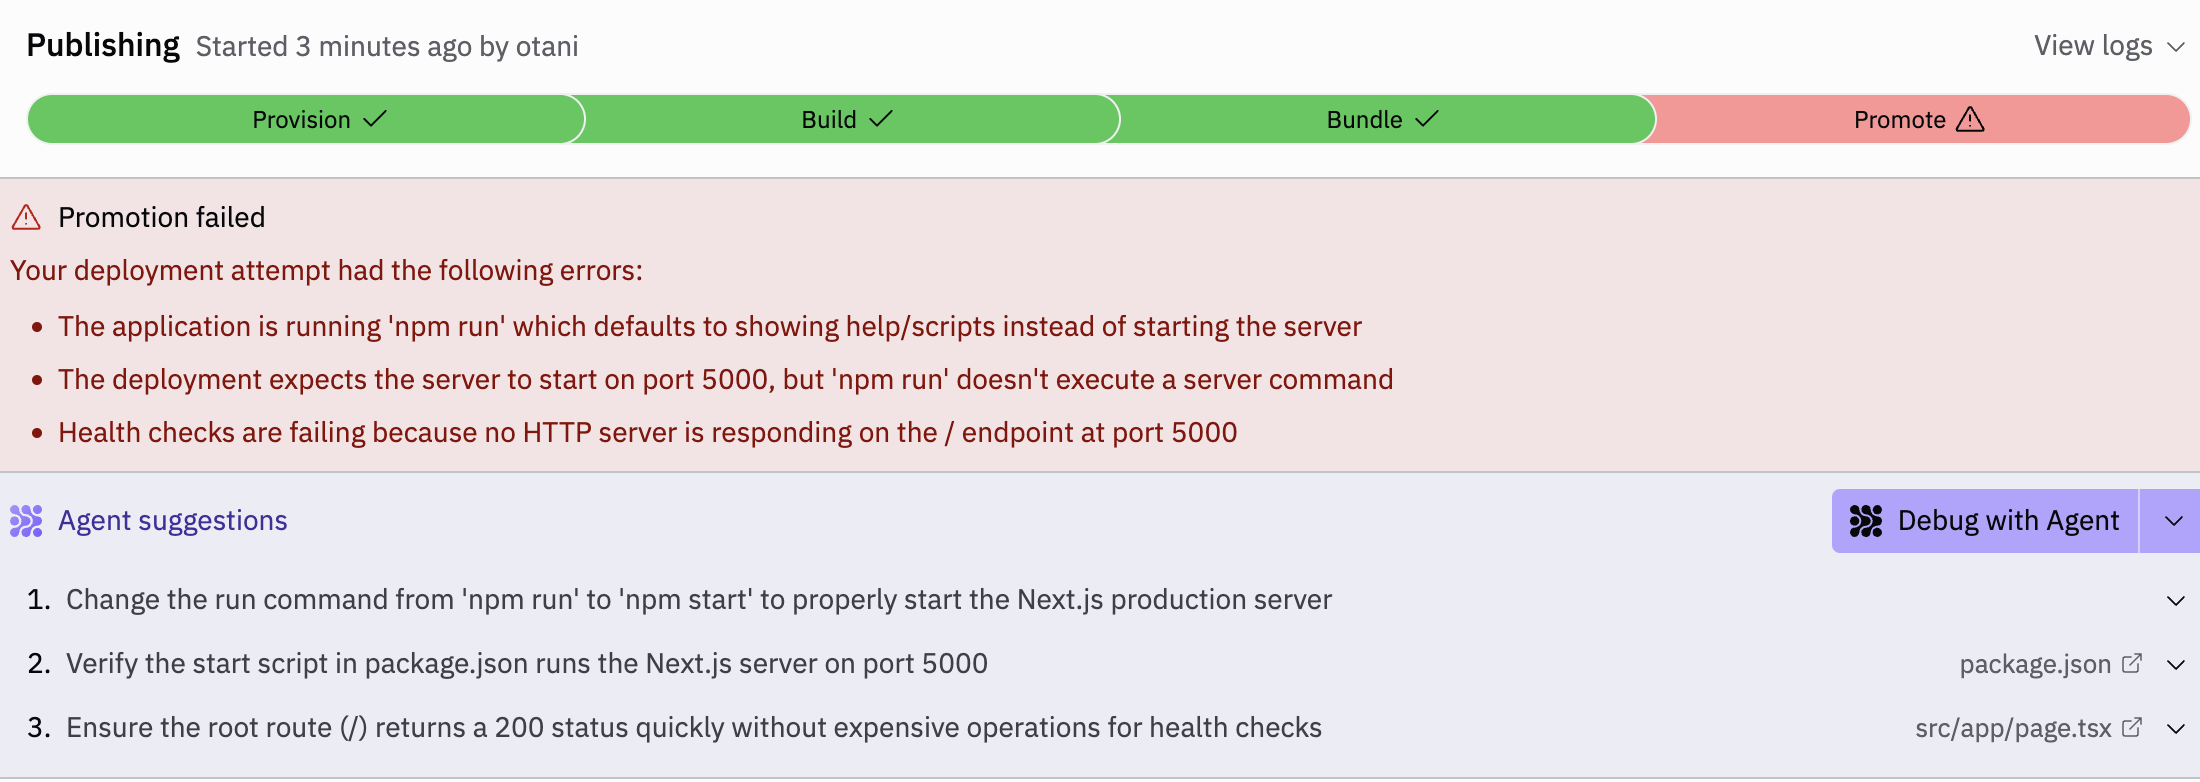 Publishing Started 3 minutes ago by otani View logs
Provision Build Bundle Promote
Promotion failed
Your deployment attempt had the following errors:
• The application is running 'npm run' which defaults to showing help/scripts instead of starting the server
• The deployment expects the server to start on port 5000, but 'npm run' doesn't execute a server command
• Health checks are failing because no HTTP server is responding on the / endpoint at port 5000
Agent suggestions Debug with Agent
1. Change the run command from 'npm run' to 'npm start' to properly start the Next.js production server
2. Verify the start script in package.json runs the Next.js server on port 5000 package.json
3. Ensure the root route (/) returns a 200 status quickly without expensive operations for health checks src/app/page.tsx